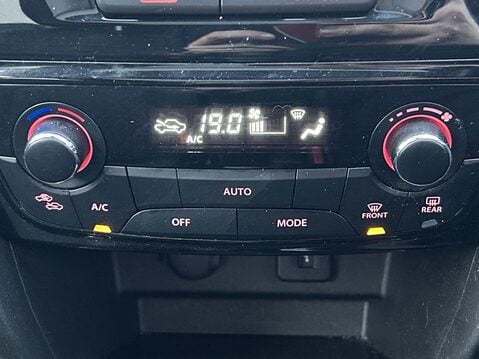 19.0
A/C
AUTO
A/C
OFF
MODE
FRONT
REAR